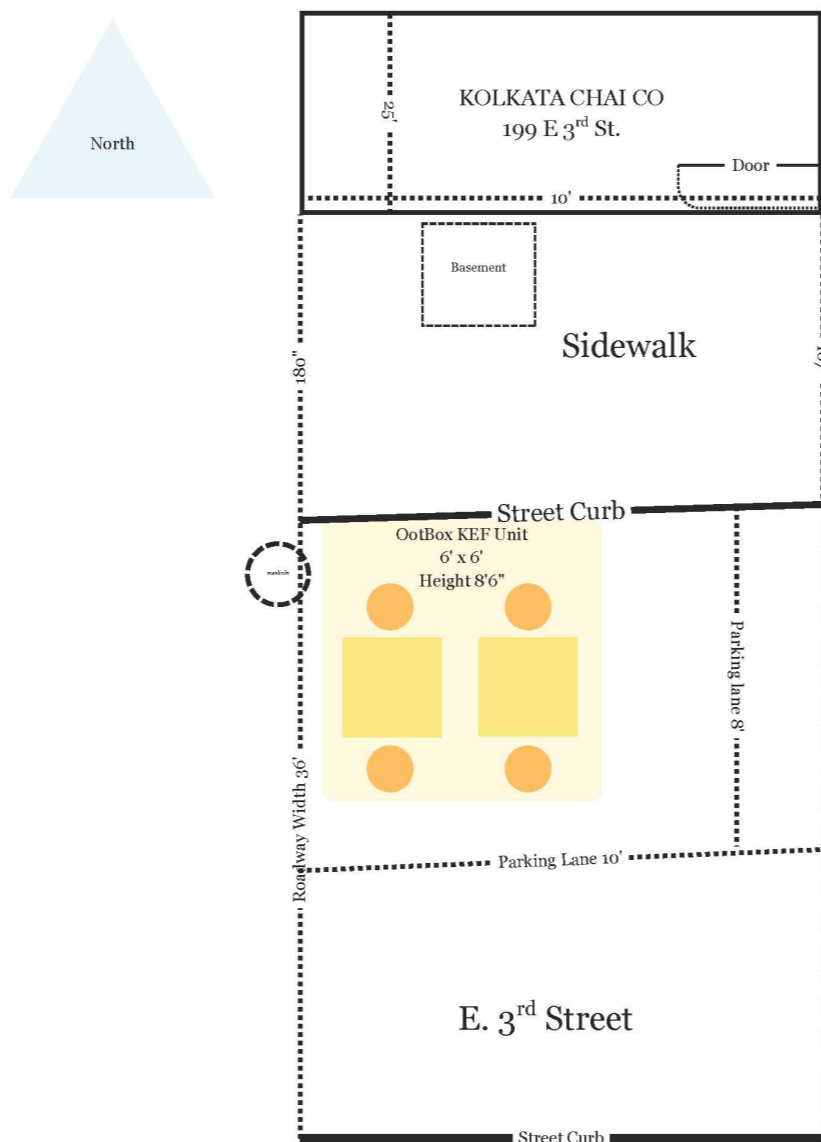 North
KOLKATA CHAI CO
199 E 3rd St.
25'
Door
10'
Basement
Sidewalk
180"
Street Curb
OotBox KEF Unit
6' x 6'
Height 8'6"
manhole
Parking lane 8'
Roadway Width 36'
Parking Lane 10'
E. 3rd Street
Street Curb